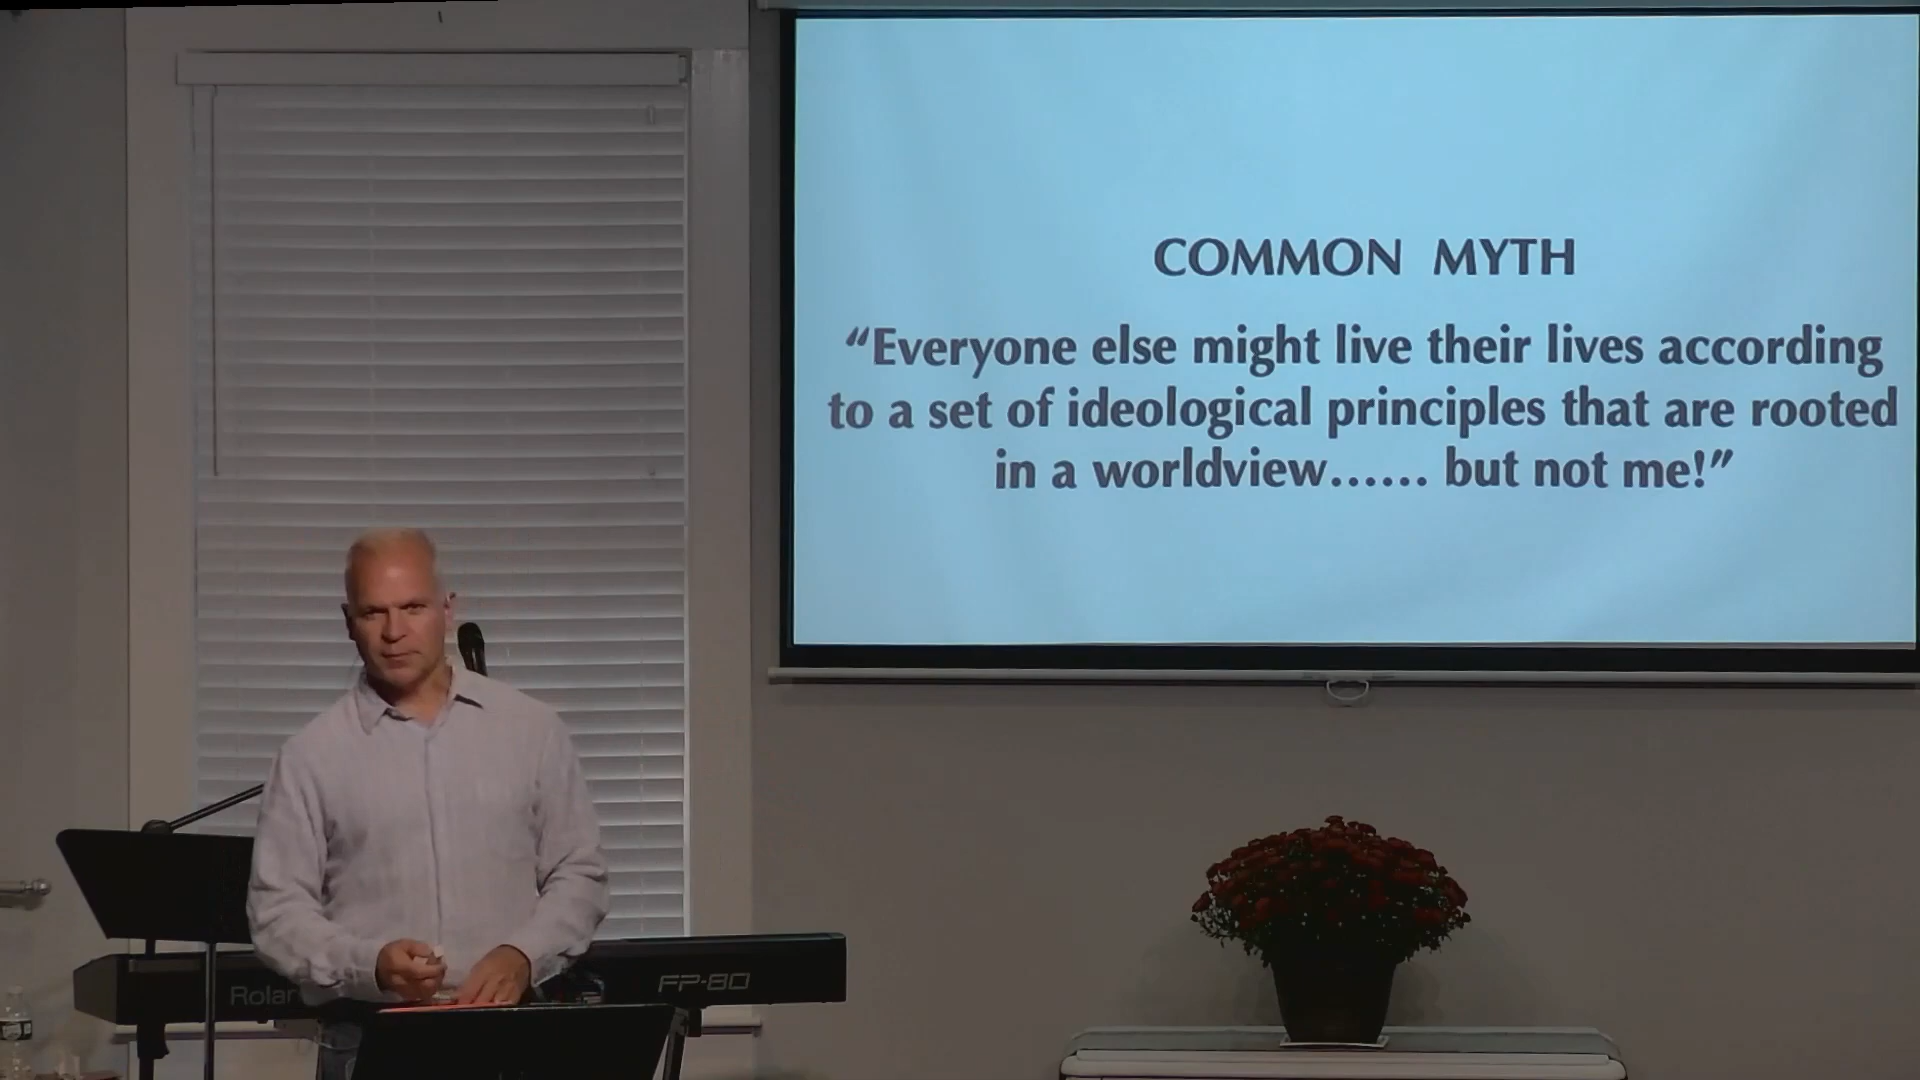 COMMON MYTH
“Everyone else might live their lives according
to a set of ideological principles that are rooted
in a worldview...... but not me!”
Rolan
FP-80